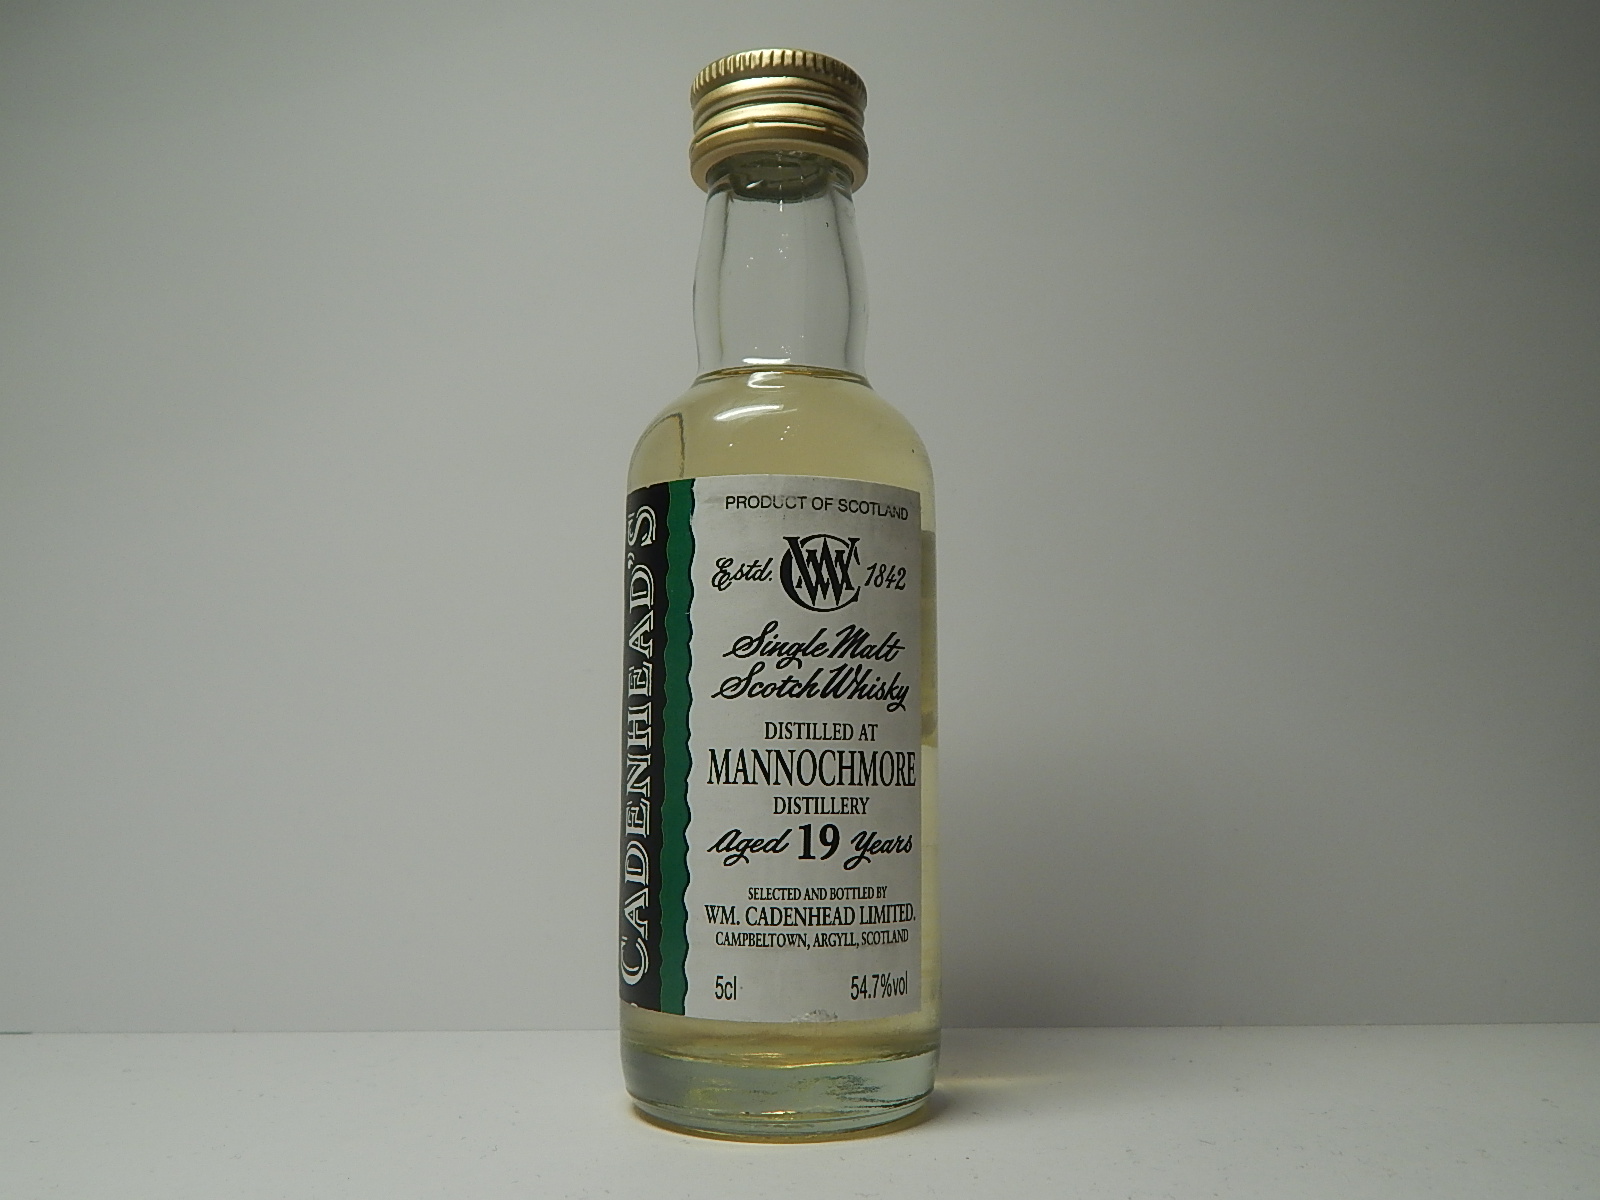 CADENHEAD'S
PRODUCT OF SCOTLAND
Estd. WMC 1842
Single Malt
Scotch Whisky
DISTILLED AT
MANNOCHMORE
DISTILLERY
Aged 19 Years
SELECTED AND BOTTLED BY
WM. CADENHEAD LIMITED.
CAMPBELTOWN, ARGYLL, SCOTLAND
5cl 54.7%vol